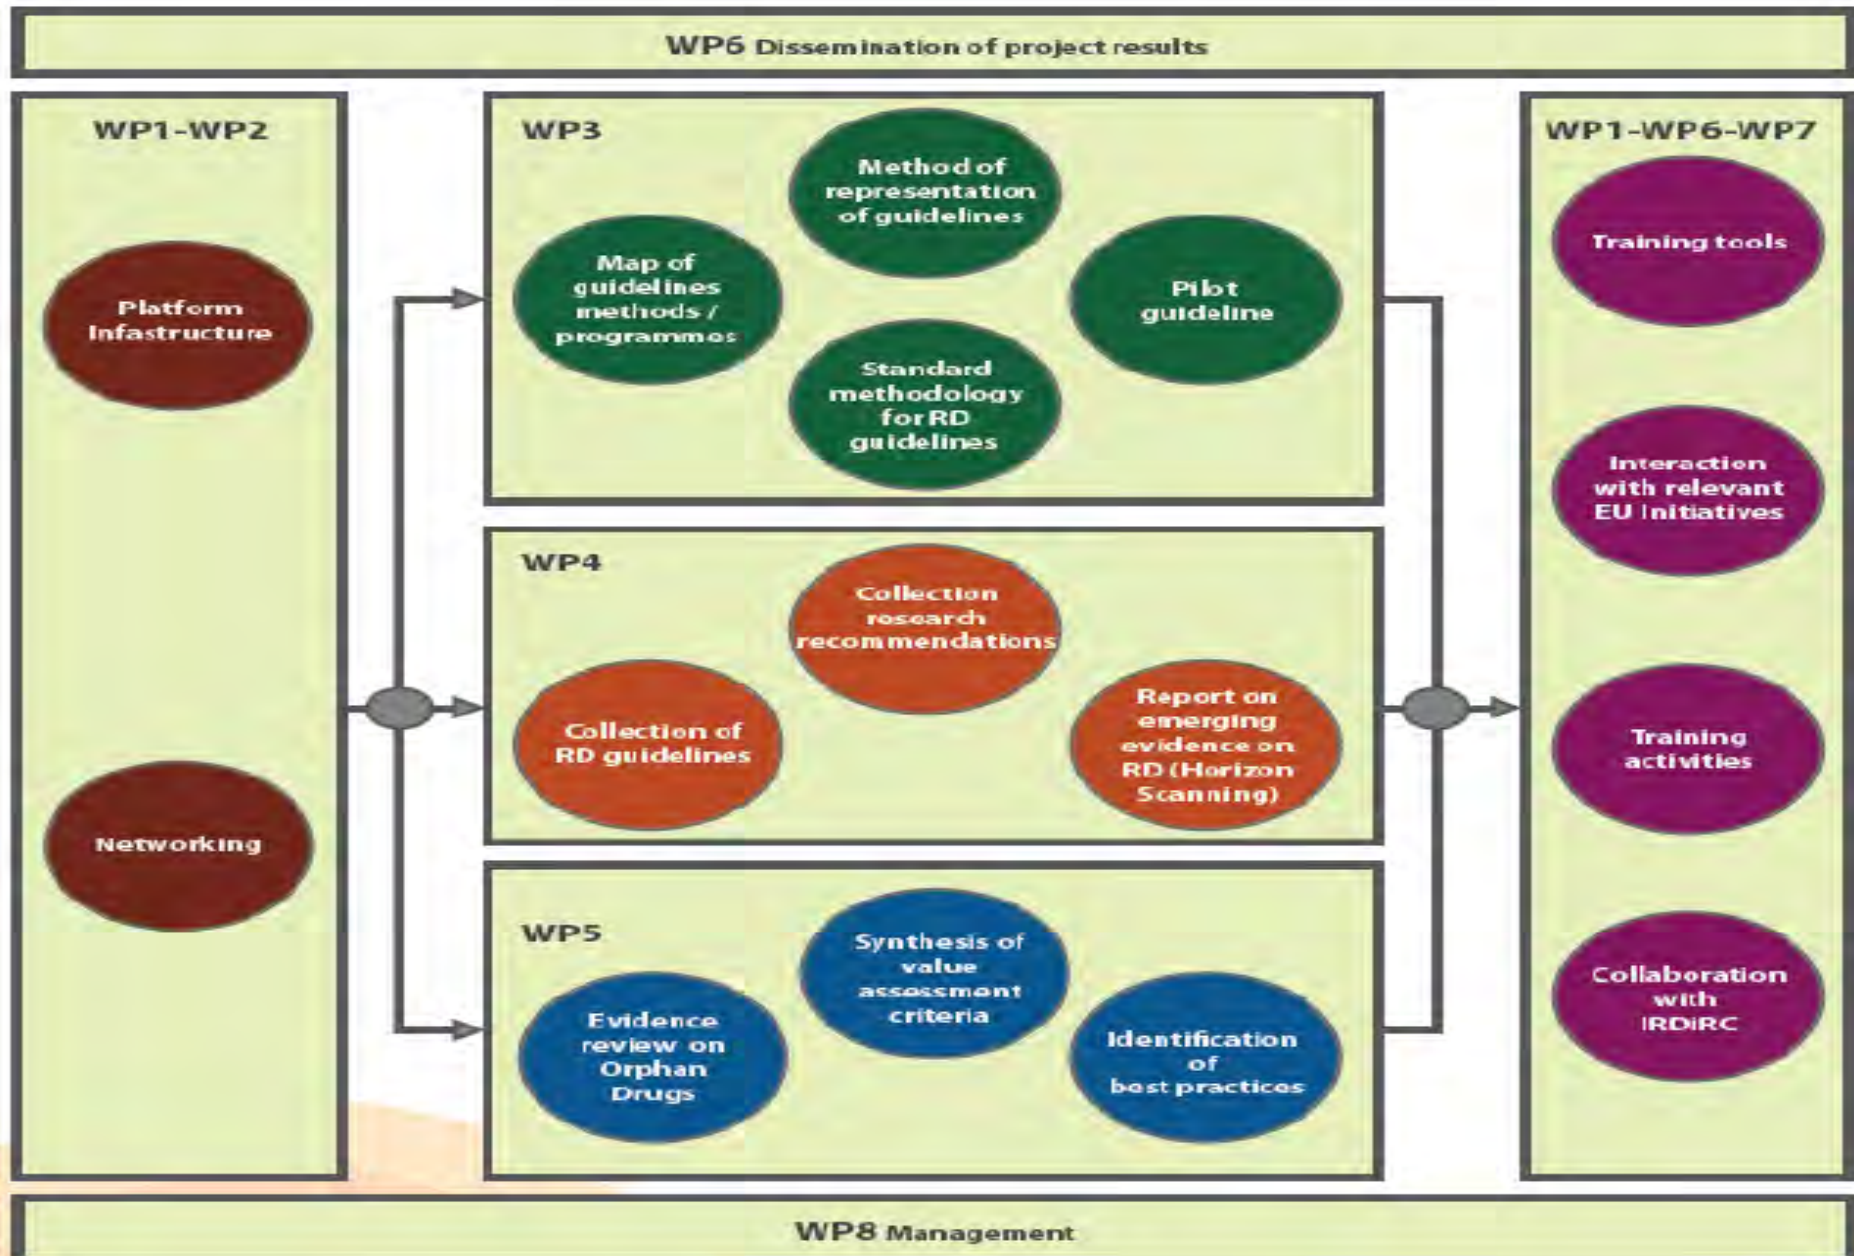 WP6 Dissemination of project results
WP1-WP2
Platform
Infastructure
Networking
WP3
Map of
guidelines
methods /
programmes
Method of
representation
of guidelines
Standard
methodology
for RD
guidelines
Pilot
guideline
WP4
Collection of
RD guidelines
Collection
research
recommendations
Report on
emerging
evidence on
RD (Horizon
Scanning)
WP5
Evidence
review on
Orphan
Drugs
Synthesis of
value
assessment
criteria
Identification
of
best practices
WP1-WP6-WP7
Training tools
Interaction
with relevant
EU Initiatives
Training
activities
Collaboration
with
IRDiRC
WP8 Management